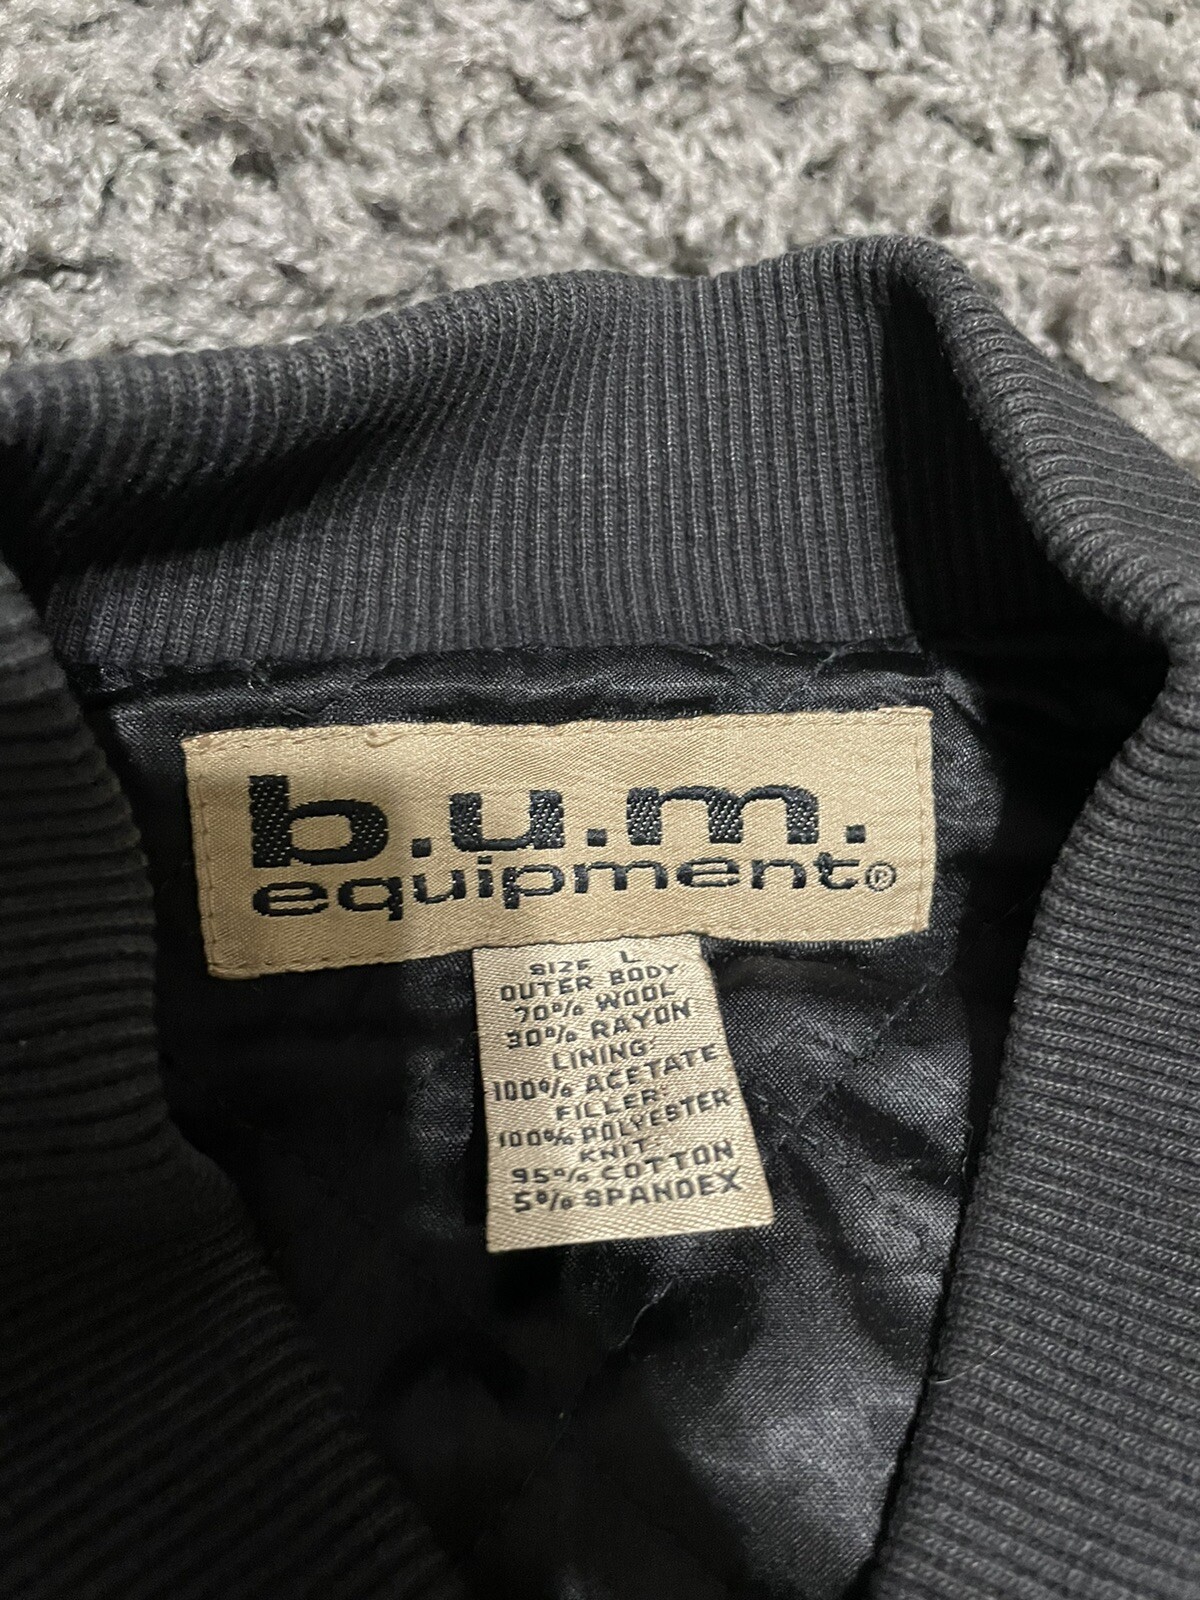 b.u.m.
equipment®
SIZE L
OUTER BODY
70% WOOL
30% RAYON
LINING:
100% ACETATE
FILLER:
100% POLYESTER
KNIT:
95% COTTON
5% SPANDEX